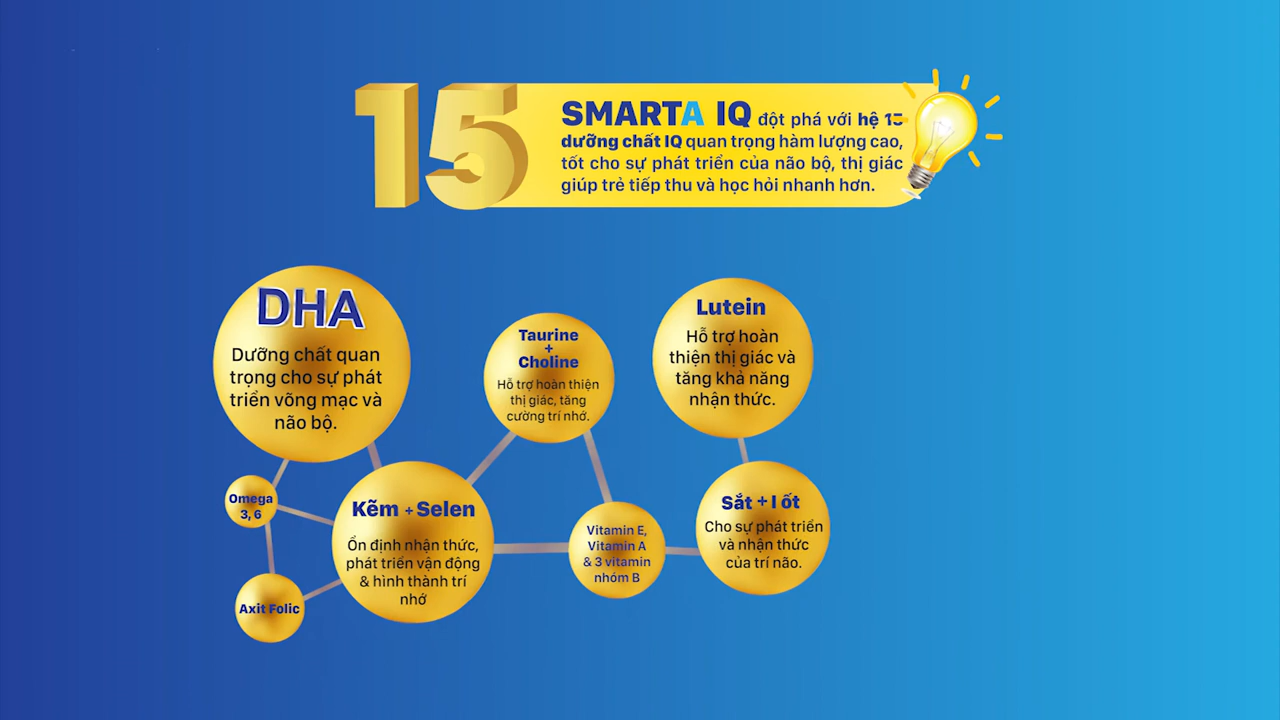 15
SMARTA IQ đột phá với hệ 15
dưỡng chất IQ quan trọng hàm lượng cao,
tốt cho sự phát triển của não bộ, thị giác
giúp trẻ tiếp thu và học hỏi nhanh hơn.
DHA
Dưỡng chất quan
trọng cho sự phát
triển võng mạc và
não bộ.
Taurine
+
Choline
Hỗ trợ hoàn thiện
thị giác, tăng
cường trí nhớ.
Lutein
Hỗ trợ hoàn
thiện thị giác và
tăng khả năng
nhận thức.
Omega
3, 6
Kẽm + Selen
Ổn định nhận thức,
phát triển vận động
& hình thành trí
nhớ
Vitamin E,
Vitamin A
& 3 vitamin
nhóm B
Sắt + I ốt
Cho sự phát triển
và nhận thức
của trí não.
Axit Folic